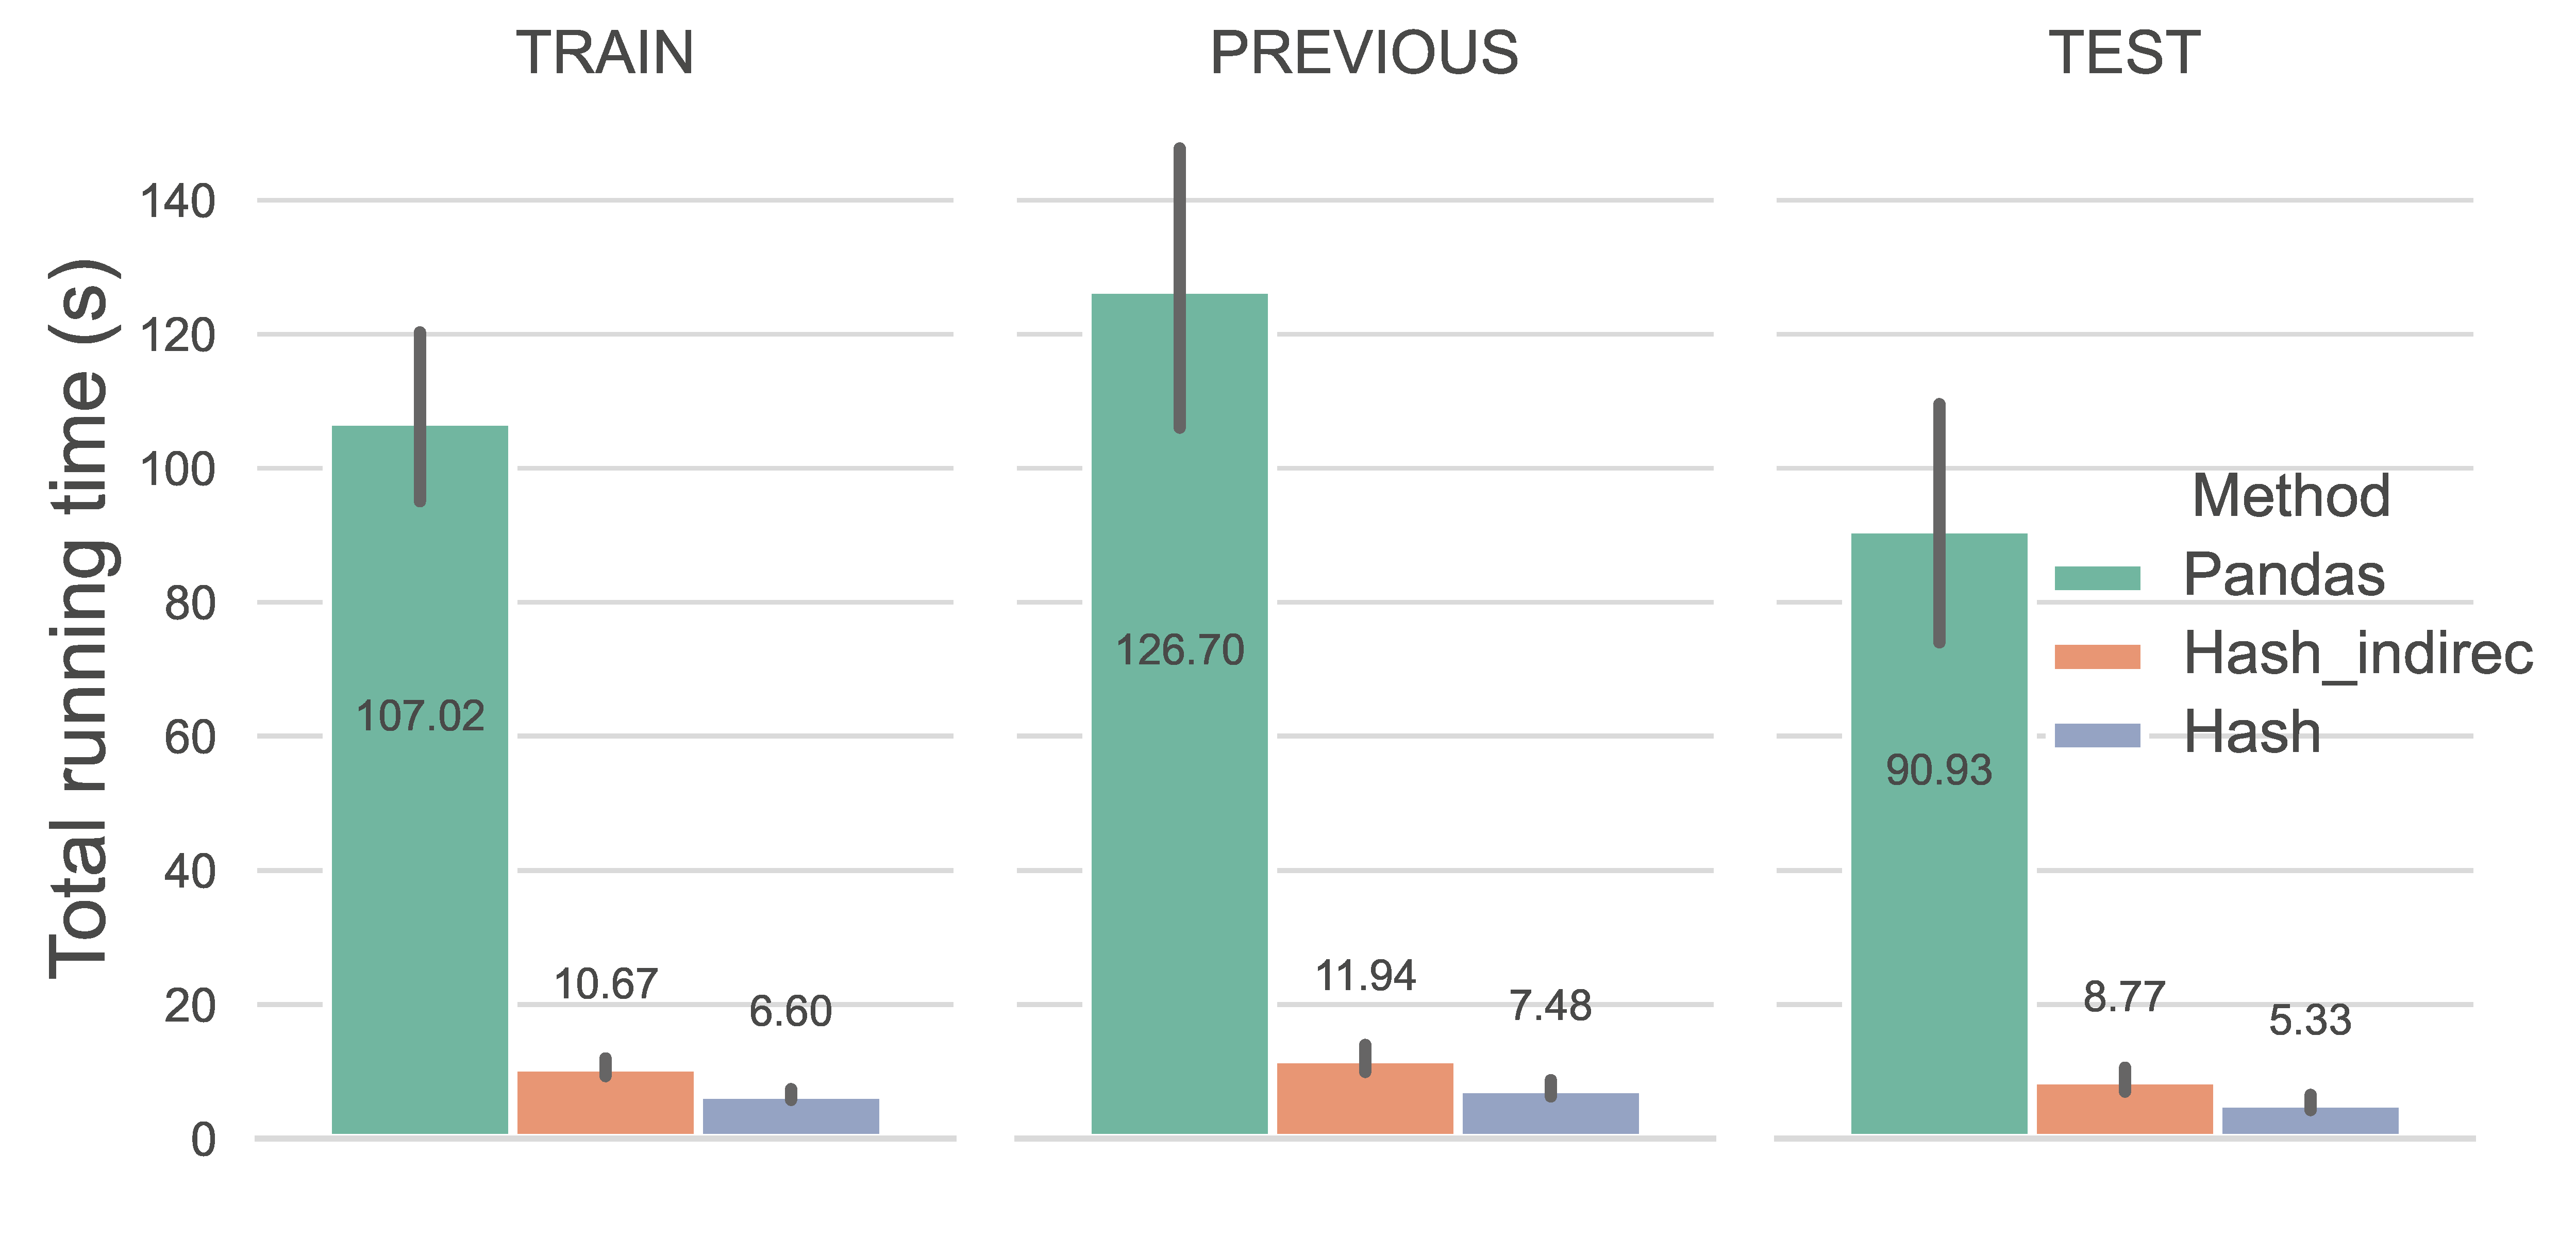 TRAIN
PREVIOUS
TEST
Total running time (s)
140
120
100
80
60
40
20
0
107.02
10.67
6.60
126.70
11.94
7.48
90.93
8.77
5.33
Method
Pandas
Hash_indirec
Hash